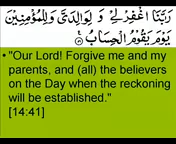 رَبَّنَا اغْفِرْ لِي وَلِوَالِدَيَّ وَلِلْمُؤْمِنِينَ
يَوْمَ يَقُومُ الْحِسَابُ
"Our Lord! Forgive me and my
parents, and (all) the believers
on the Day when the reckoning
will be established."
[14:41]